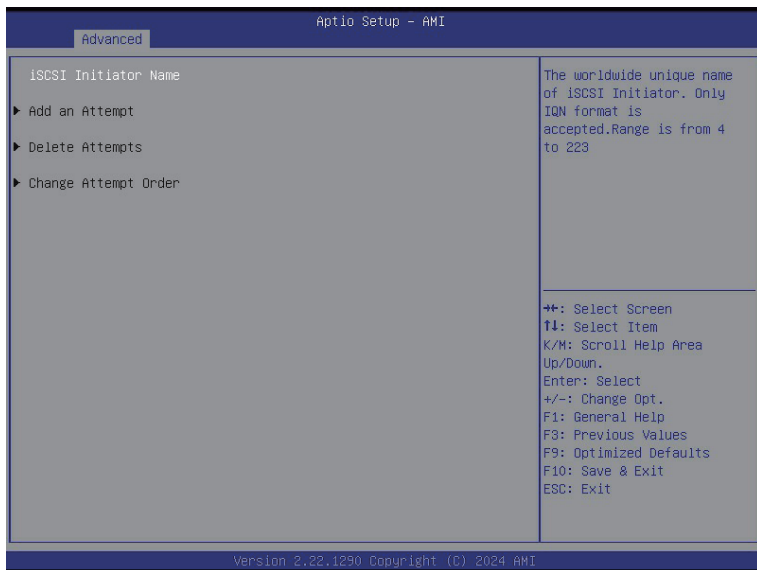 Aptio Setup – AMI
Advanced
iSCSI Initiator Name
▶ Add an Attempt
▶ Delete Attempts
▶ Change Attempt Order
The worldwide unique name
of iSCSI Initiator. Only
IQN format is
accepted.Range is from 4
to 223
→←: Select Screen
↑↓: Select Item
K/M: Scroll Help Area
Up/Down.
Enter: Select
+/-: Change Opt.
F1: General Help
F3: Previous Values
F9: Optimized Defaults
F10: Save & Exit
ESC: Exit
Version 2.22.1290 Copyright (C) 2024 AMI